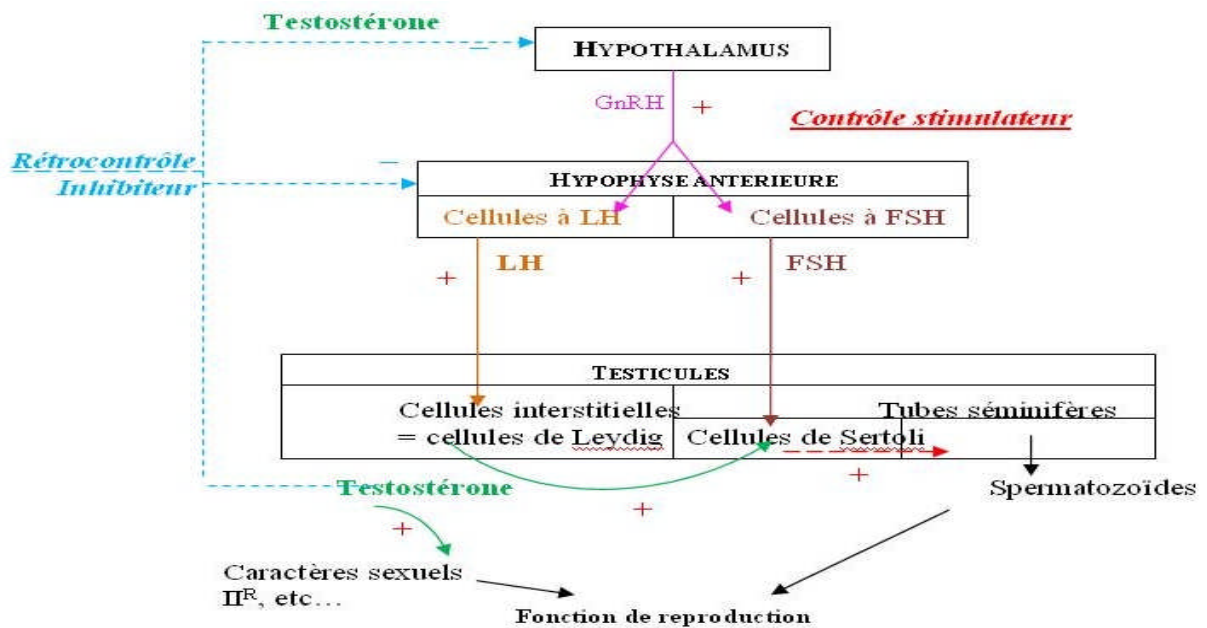 Testostérone
–
HYPOTHALAMUS
GnRH
+
Contrôle stimulateur
Rétrocontrôle
Inhibiteur
–
HYPOPHYSE ANTERIEURE
Cellules à LH
Cellules à FSH
+
LH
+
FSH
TESTICULES
Cellules interstitielles
= cellules de Leydig
Tubes séminifères
Cellules de Sertoli
+
Testostérone
+
Spermatozoïdes
+
Caractères sexuels
IIᴿ, etc…
Fonction de reproduction